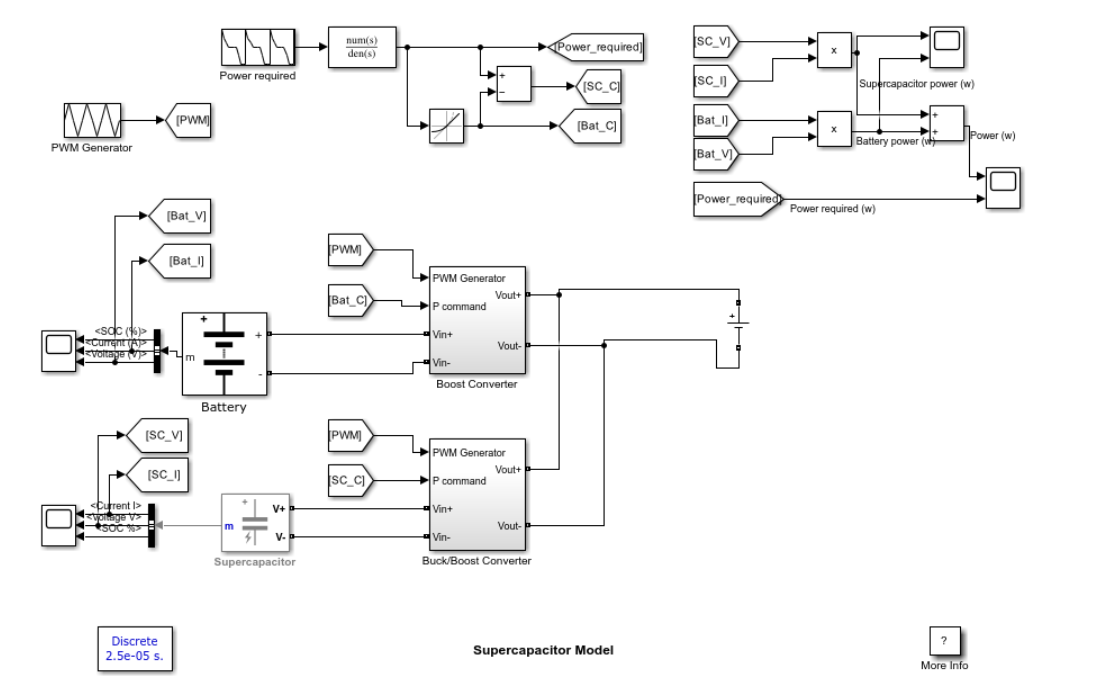 num(s)
den(s)
[Power_required]
Power required
+
−
[SC_C]
[Bat_C]
[PWM]
PWM Generator
[SC_V]
[SC_I]
x
Supercapacitor power (w)
[Bat_I]
[Bat_V]
x
Battery power (w)
+
+
Power (w)
[Power_required]
Power required (w)
[Bat_V]
[Bat_I]
<SOC (%)>
<Current (A)>
<Voltage (V)>
m
+
+
-
Battery
[PWM]
[Bat_C]
PWM Generator
P command
Vin+
Vin-
Vout+
Vout-
Boost Converter
+
[SC_V]
[SC_I]
<Current I>
<Voltage V>
<SOC %>
m
+
V+
V-
Supercapacitor
[PWM]
[SC_C]
PWM Generator
P command
Vin+
Vin-
Vout+
Vout-
Buck/Boost Converter
Discrete
2.5e-05 s.
Supercapacitor Model
?
More Info